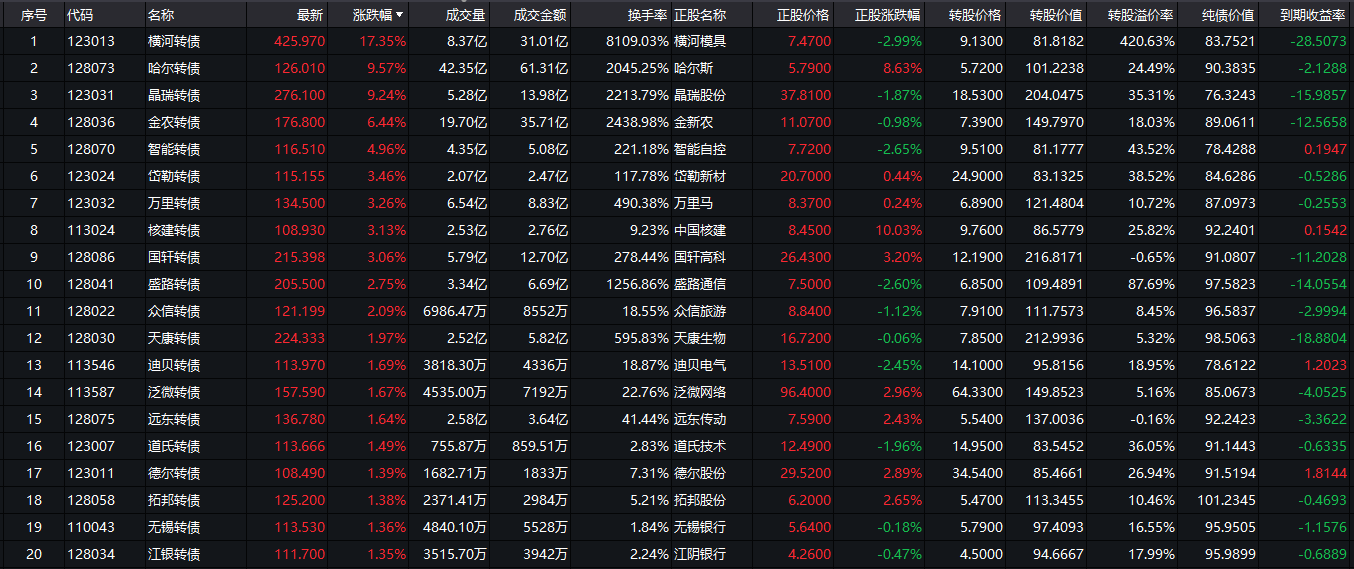 序号 代码 名称 最新 涨跌幅 成交量 成交金额 换手率 正股名称 正股价格 正股涨跌幅 转股价格 转股价值 转股溢价率 纯债价值 到期收益率
1 123013 横河转债 425.970 17.35% 8.37亿 31.01亿 8109.03% 横河模具 7.4700 -2.99% 9.1300 81.8182 420.63% 83.7521 -28.5073
2 128073 哈尔转债 126.010 9.57% 42.35亿 61.31亿 2045.25% 哈尔斯 5.7900 8.63% 5.7200 101.2238 24.49% 90.3835 -2.1288
3 123031 晶瑞转债 276.100 9.24% 5.28亿 13.98亿 2213.79% 晶瑞股份 37.8100 -1.87% 18.5300 204.0475 35.31% 76.3243 -15.9857
4 128036 金农转债 176.800 6.44% 19.70亿 35.71亿 2438.98% 金新农 11.0700 -0.98% 7.3900 149.7970 18.03% 89.0611 -12.5658
5 128070 智能转债 116.510 4.96% 4.35亿 5.08亿 221.18% 智能自控 7.7200 -2.65% 9.5100 81.1777 43.52% 78.4288 0.1947
6 123024 岱勒转债 115.155 3.46% 2.07亿 2.47亿 117.78% 岱勒新材 20.7000 0.44% 24.9000 83.1325 38.52% 84.6286 -0.5286
7 123032 万里转债 134.500 3.26% 6.54亿 8.83亿 490.38% 万里马 8.3700 0.24% 6.8900 121.4804 10.72% 87.0973 -0.2553
8 113024 核建转债 108.930 3.13% 2.53亿 2.76亿 9.23% 中国核建 8.4500 10.03% 9.7600 86.5779 25.82% 92.2401 0.1542
9 128086 国轩转债 215.398 3.06% 5.79亿 12.70亿 278.44% 国轩高科 26.4300 3.20% 12.1900 216.8171 -0.65% 91.0807 -11.2028
10 128041 盛路转债 205.500 2.75% 3.34亿 6.69亿 1256.86% 盛路通信 7.5000 -2.60% 6.8500 109.4891 87.69% 97.5823 -14.0554
11 128022 众信转债 121.199 2.09% 6986.47万 8552万 18.55% 众信旅游 8.8400 -1.12% 7.9100 111.7573 8.45% 96.5837 -2.9994
12 128030 天康转债 224.333 1.97% 2.52亿 5.82亿 595.83% 天康生物 16.7200 -0.06% 7.8500 212.9936 5.32% 98.5063 -18.8804
13 113546 迪贝转债 113.970 1.69% 3818.30万 4336万 18.87% 迪贝电气 13.5100 -2.45% 14.1000 95.8156 18.95% 78.6122 1.2023
14 113587 泛微转债 157.590 1.67% 4535.00万 7192万 22.76% 泛微网络 96.4000 2.96% 64.3300 149.8523 5.16% 85.0673 -4.0525
15 128075 远东转债 136.780 1.64% 2.58亿 3.64亿 41.44% 远东传动 7.5900 2.43% 5.5400 137.0036 -0.16% 92.2423 -3.3622
16 123007 道氏转债 113.666 1.49% 755.87万 859.51万 2.83% 道氏技术 12.4900 -1.96% 14.9500 83.5452 36.05% 91.1443 -0.6335
17 123011 德尔转债 108.490 1.39% 1682.71万 1833万 7.31% 德尔股份 29.5200 2.89% 34.5400 85.4661 26.94% 91.5194 1.8144
18 128058 拓邦转债 125.200 1.38% 2371.41万 2984万 5.21% 拓邦股份 6.2000 2.65% 5.4700 113.3455 10.46% 101.2345 -0.4693
19 110043 无锡转债 113.530 1.36% 4840.10万 5528万 1.84% 无锡银行 5.6400 -0.18% 5.7900 97.4093 16.55% 95.9505 -1.1576
20 128034 江银转债 111.700 1.35% 3515.70万 3942万 2.24% 江阴银行 4.2600 -0.47% 4.5000 94.6667 17.99% 95.9899 -0.6889